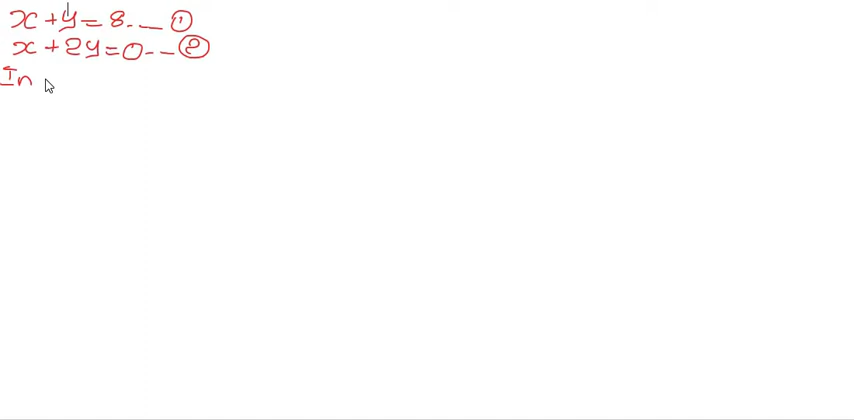 x + y = 8 - - - ①
x + 2y = 0 - - - ②
In